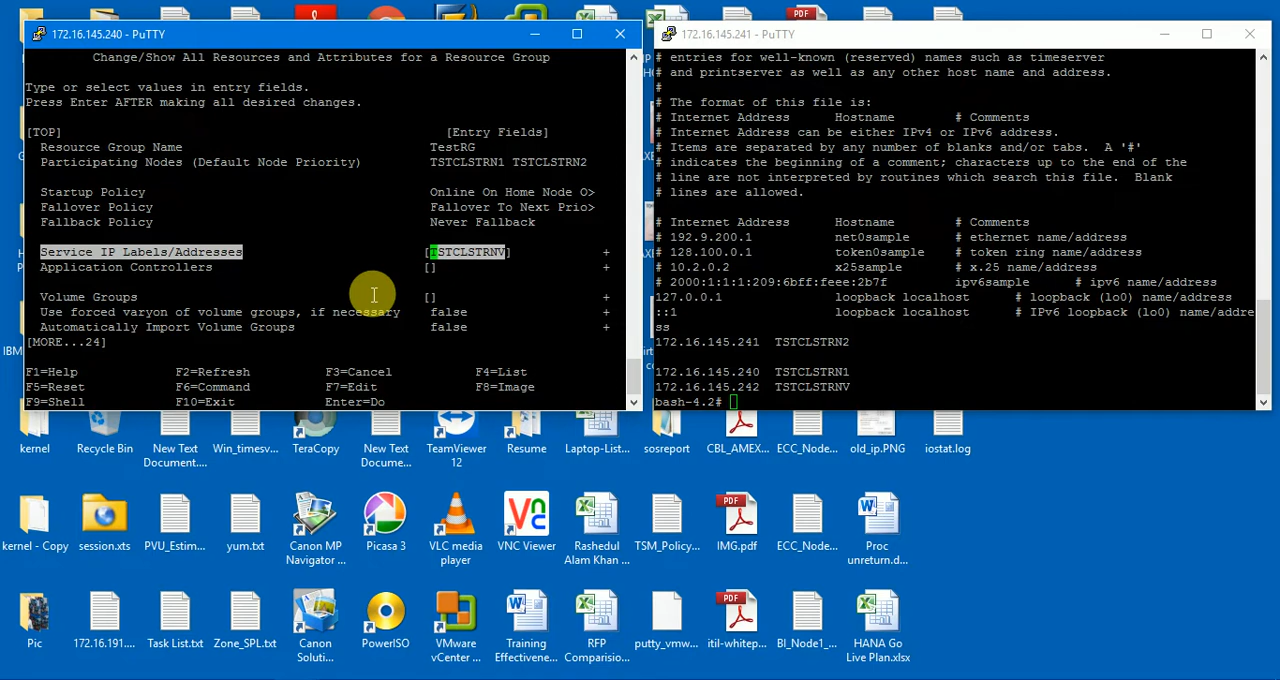 172.16.145.240 - PuTTY
Change/Show All Resources and Attributes for a Resource Group
Type or select values in entry fields.
Press Enter AFTER making all desired changes.
[TOP] [Entry Fields]
Resource Group Name TestRG
Participating Nodes (Default Node Priority) TSTCLSTRN1 TSTCLSTRN2
Startup Policy Online On Home Node O>
Fallover Policy Fallover To Next Prio>
Fallback Policy Never Fallback
Service IP Labels/Addresses [TSTCLSTRNV] +
Application Controllers [] +
Volume Groups [] +
Use forced varyon of volume groups, if necessary false +
Automatically Import Volume Groups false +
[MORE...24]
F1=Help F2=Refresh F3=Cancel F4=List
F5=Reset F6=Command F7=Edit F8=Image
F9=Shell F10=Exit Enter=Do
172.16.145.241 - PuTTY
# entries for well-known (reserved) names such as timeserver
# and printserver as well as any other host name and address.
#
# The format of this file is:
# Internet Address Hostname # Comments
# Internet Address can be either IPv4 or IPv6 address.
# Items are separated by any number of blanks and/or tabs. A '#'
# indicates the beginning of a comment; characters up to the end of the
# line are not interpreted by routines which search this file. Blank
# lines are allowed.
# Internet Address Hostname # Comments
# 192.9.200.1 net0sample # ethernet name/address
# 128.100.0.1 token0sample # token ring name/address
# 10.2.0.2 x25sample # x.25 name/address
# 2000:1:1:1:209:6bff:feee:2b7f ipv6sample # ipv6 name/address
127.0.0.1 loopback localhost # loopback (lo0) name/address
::1 loopback localhost # IPv6 loopback (lo0) name/addre
ss
172.16.145.241 TSTCLSTRN2
172.16.145.240 TSTCLSTRN1
172.16.145.242 TSTCLSTRNV
bash-4.2#
PDF
kernel
Recycle Bin
New Text
Document....
Win_timesv...
TeraCopy
New Text
Docume...
TeamViewer
12
Resume
Laptop-List...
sosreport
CBL_AMEX...
ECC_Node...
old_ip.PNG
iostat.log
kernel - Copy
session.xts
PVU_Estim...
yum.txt
Canon MP
Navigator ...
Picasa 3
VLC media
player
VNC Viewer
Rashedul
Alam Khan ...
TSM_Policy...
PDF
IMG.pdf
ECC_Node...
Proc
unreturn.d...
Pic
172.16.191....
Task List.txt
Zone_SPL.txt
Canon
Soluti...
PowerISO
VMware
vCenter ...
Training
Effectivene...
RFP
Comparision...
putty_vmw...
PDF
itil-whitep...
BI_Node1_...
HANA Go
Live Plan.xlsx